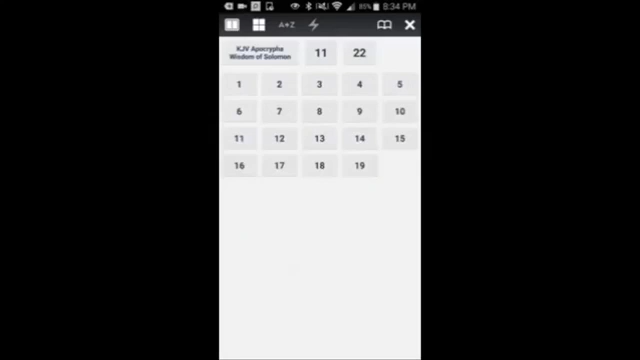 85% 8:34 PM
A+Z
KJV Apocrypha
Wisdom of Solomon
11 22
1 2 3 4 5
6 7 8 9 10
11 12 13 14 15
16 17 18 19